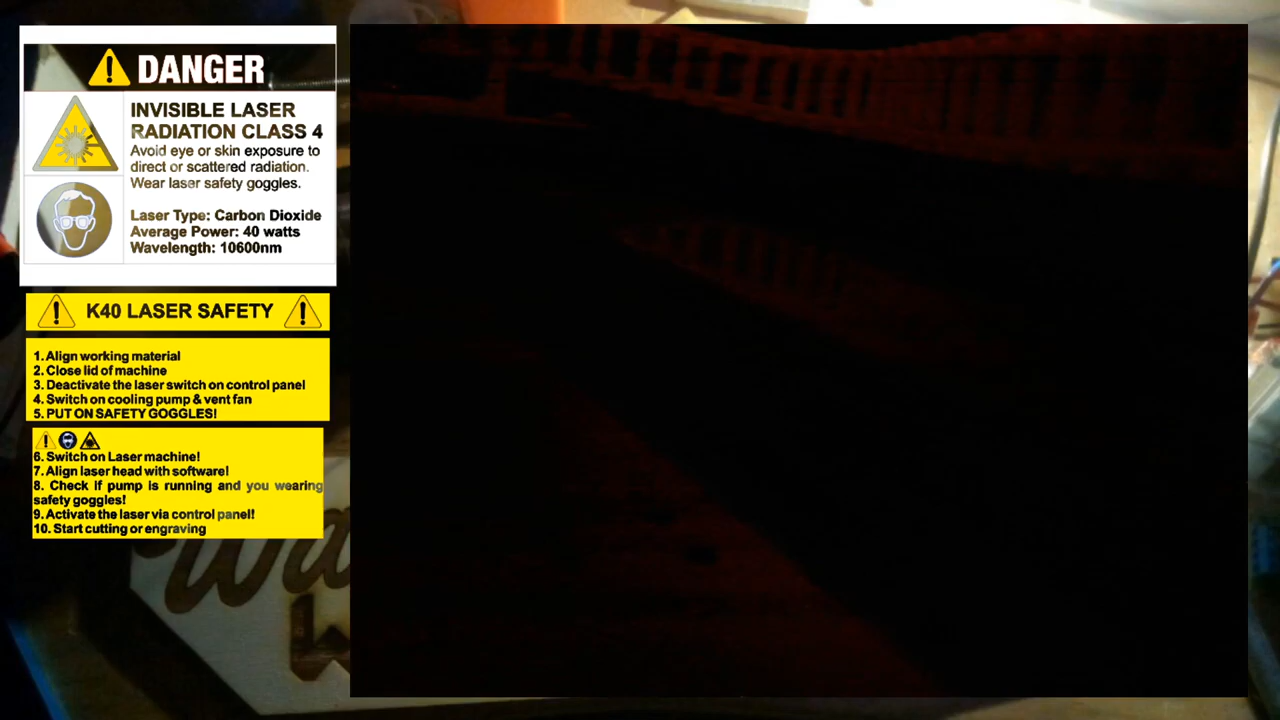 DANGER
INVISIBLE LASER
RADIATION CLASS 4
Avoid eye or skin exposure to
direct or scattered radiation.
Wear laser safety goggles.
Laser Type: Carbon Dioxide
Average Power: 40 watts
Wavelength: 10600nm
K40 LASER SAFETY
1. Align working material
2. Close lid of machine
3. Deactivate the laser switch on control panel
4. Switch on cooling pump & vent fan
5. PUT ON SAFETY GOGGLES!
6. Switch on Laser machine!
7. Align laser head with software!
8. Check if pump is running and you wearing
safety goggles!
9. Activate the laser via control panel!
10. Start cutting or engraving